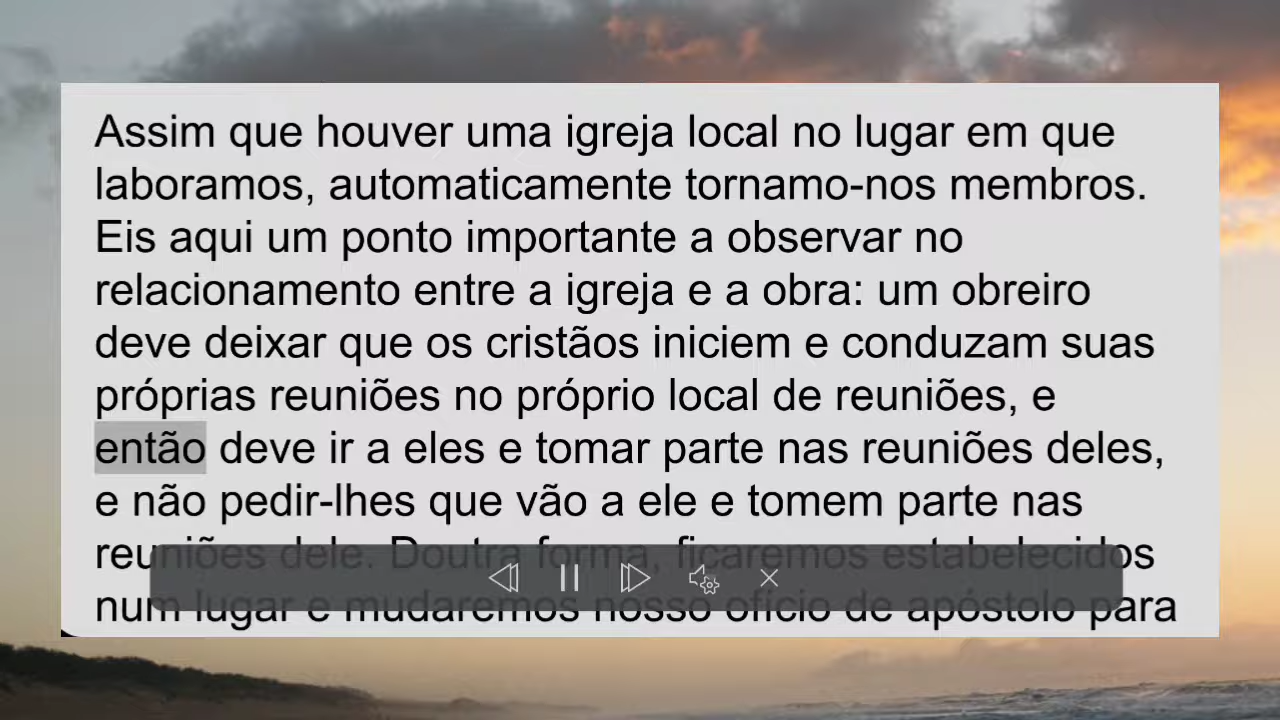 Assim que houver uma igreja local no lugar em que
laboramos, automaticamente tornamo-nos membros.
Eis aqui um ponto importante a observar no
relacionamento entre a igreja e a obra: um obreiro
deve deixar que os cristãos iniciem e conduzam suas
próprias reuniões no próprio local de reuniões, e
então deve ir a eles e tomar parte nas reuniões deles,
e não pedir-lhes que vão a ele e tomem parte nas
reuniões dele. Doutra forma, ficaremos estabelecidos
num lugar e mudaremos nosso ofício de apóstolo para